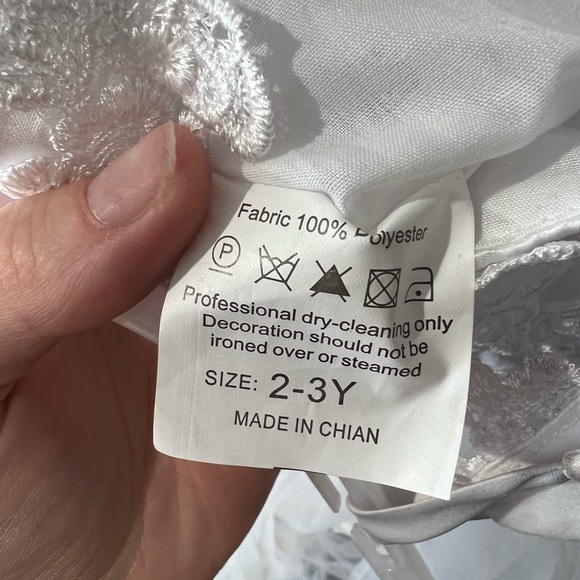 Fabric 100% Polyester
P
Professional dry-cleaning only
Decoration should not be
ironed over or steamed
SIZE: 2-3Y
MADE IN CHIAN